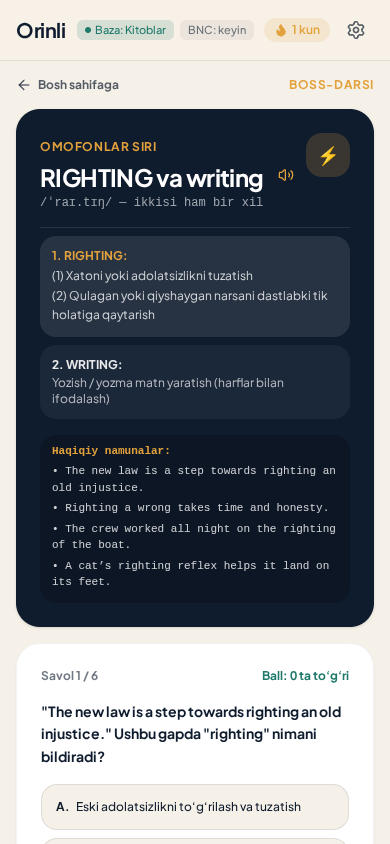 Orinli
Baza: Kitoblar
BNC: keyin
1 kun
Bosh sahifaga
BOSS-DARSI
OMOFONLAR SIRI
RIGHTING va writing
/ˈraɪ.tɪŋ/ — ikkisi ham bir xil
1. RIGHTING:
(1) Xatoni yoki adolatsizlikni tuzatish
(2) Qulagan yoki qiyshaygan narsani dastlabki tik
holatiga qaytarish
2. WRITING:
Yozish / yozma matn yaratish (harflar bilan
ifodalash)
Haqiqiy namunalar:
• The new law is a step towards righting an
old injustice.
• Righting a wrong takes time and honesty.
• The crew worked all night on the righting
of the boat.
• A cat’s righting reflex helps it land on
its feet.
Savol 1 / 6
Ball: 0 ta to‘g‘ri
"The new law is a step towards righting an old
injustice." Ushbu gapda "righting" nimani
bildiradi?
A. Eski adolatsizlikni to‘g‘rilash va tuzatish